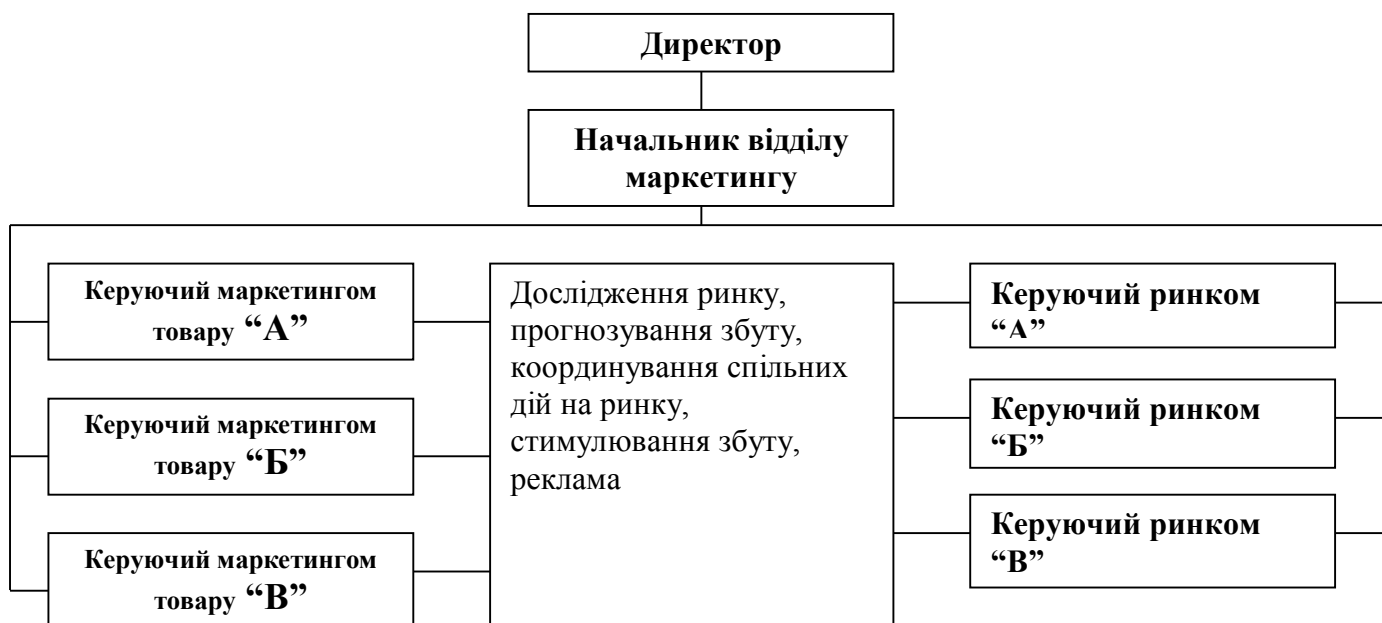 Директор
Начальник відділу
маркетингу
Керуючий маркетингом
товару “А”
Керуючий маркетингом
товару “Б”
Керуючий маркетингом
товару “В”
Дослідження ринку,
прогнозування збуту,
координування спільних
дій на ринку,
стимулювання збуту,
реклама
Керуючий ринком
“А”
Керуючий ринком
“Б”
Керуючий ринком
“В”